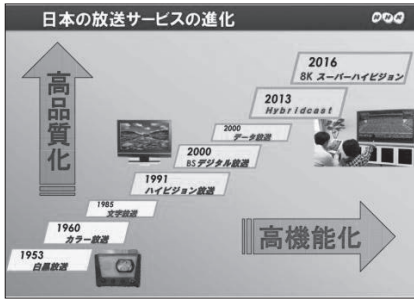 日本の放送サービスの進化
NHK
高品質化
2016
8K スーパーハイビジョン
2013
Hybridcast
2000
データ放送
2000
BSデジタル放送
1991
ハイビジョン放送
1985
文字放送
1960
カラー放送
1953
白黒放送
高機能化